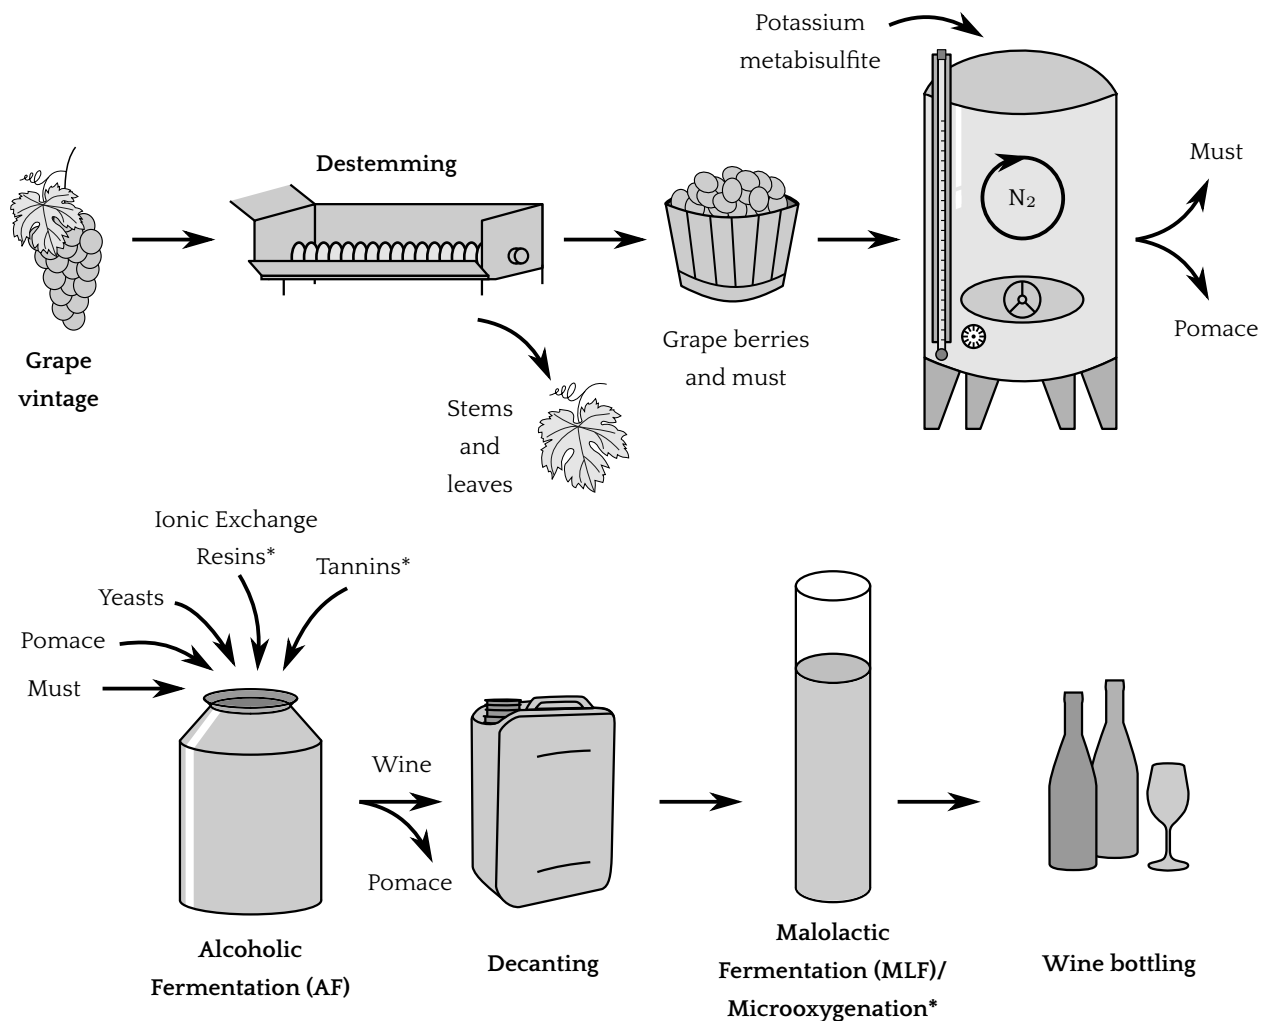 Potassium
metabisulfite
Destemming
Must
N₂
Pomace
Grape
vintage
Grape berries
and must
Stems
and
leaves
Ionic Exchange
Resins*
Tannins*
Yeasts
Pomace
Must
Wine
Pomace
Alcoholic
Fermentation (AF)
Decanting
Malolactic
Fermentation (MLF)/
Microoxygenation*
Wine bottling